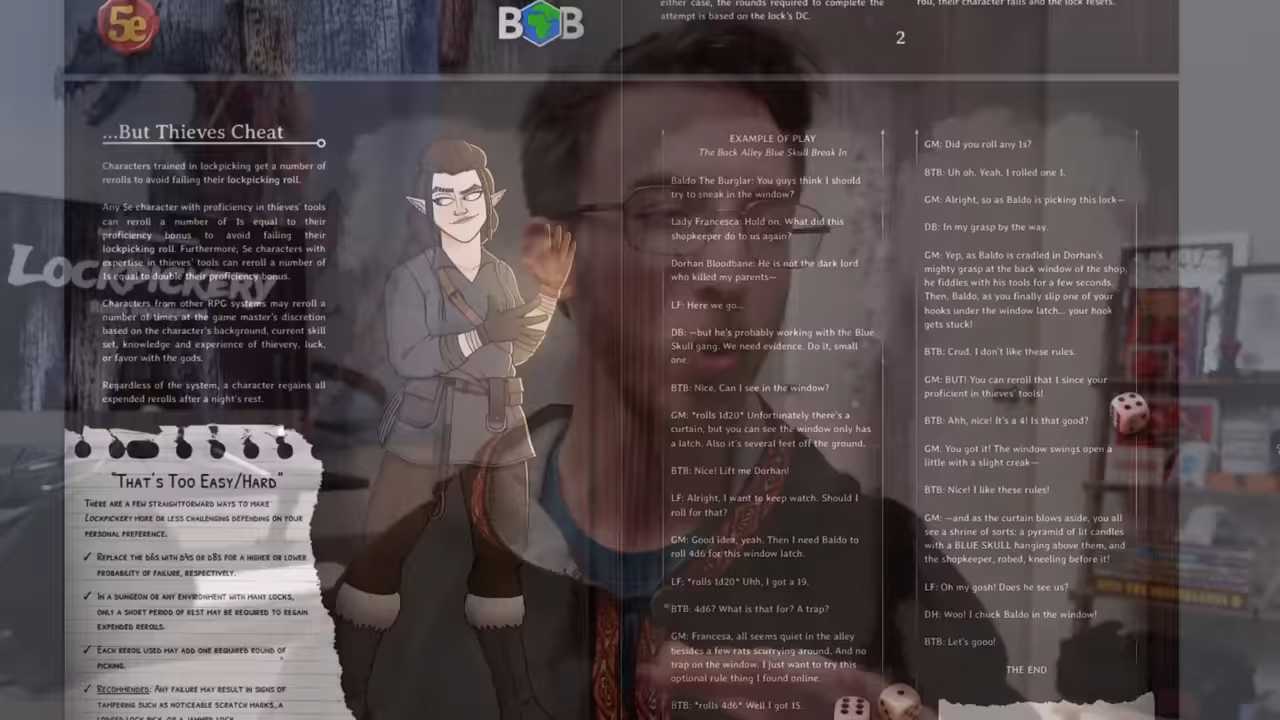 5e
BOB
either case, the rounds required to complete the
attempt is based on the lock's DC.
roll, their character fails and the lock resets.
2
LOCKPICKERY
...But Thieves Cheat
Characters trained in lockpicking get a number of
rerolls to avoid failing their lockpicking roll.
Any 5e character with proficiency in thieves' tools
can reroll a number of 1s equal to their
proficiency bonus to avoid failing their
lockpicking roll. Furthermore, 5e characters with
expertise in thieves' tools can reroll a number of
1s equal to double their proficiency bonus.
Characters from other RPG systems may reroll a
number of times at the game master's discretion
based on the character's background, current skill
set, knowledge and experience of thievery, luck,
or favor with the gods.
Regardless of the system, a character regains all
expended rerolls after a night's rest.
"THAT'S TOO EASY/HARD"
THERE ARE A FEW STRAIGHTFORWARD WAYS TO MAKE
LOCKPICKERY MORE OR LESS CHALLENGING DEPENDING ON YOUR
PERSONAL PREFERENCE.
✓ REPLACE THE D6S WITH D4S OR D8S FOR A HIGHER OR LOWER
PROBABILITY OF FAILURE, RESPECTIVELY.
✓ IN A DUNGEON OR ANY ENVIRONMENT WITH MANY LOCKS,
ONLY A SHORT PERIOD OF REST MAY BE REQUIRED TO REGAIN
EXPENDED REROLLS.
✓ EACH REROLL USED MAY ADD ONE REQUIRED ROUND OF
PICKING.
✓ RECOMMENDED: ANY FAILURE MAY RESULT IN SIGNS OF
TAMPERING SUCH AS NOTICEABLE SCRATCH MARKS, A
LODGED LOCK PICK, OR A JAMMED LOCK.
EXAMPLE OF PLAY
The Back Alley Blue Skull Break In
Baldo The Burglar: You guys think I should
try to sneak in the window?
Lady Francesca: Hold on. What did this
shopkeeper do to us again?
Dorhan Bloodbane: He is not the dark lord
who killed my parents—
LF: Here we go...
DB: —but he's probably working with the Blue
Skull gang. We need evidence. Do it, small
one.
BTB: Nice. Can I see in the window?
GM: *rolls 1d20* Unfortunately there's a
curtain, but you can see the window only has
a latch. Also it's several feet off the ground.
BTB: Nice! Lift me Dorhan!
LF: Alright, I want to keep watch. Should I
roll for that?
GM: Good idea, yeah. Then I need Baldo to
roll 4d6 for this window latch.
LF: *rolls 1d20* Uhh, I got a 19.
BTB: 4d6? What is that for? A trap?
GM: Francesa, all seems quiet in the alley
besides a few rats scurrying around. And no
trap on the window. I just want to try this
optional rule thing I found online.
BTB: *rolls 4d6* Well I got 15.
GM: Did you roll any 1s?
BTB: Uh oh. Yeah. I rolled one 1.
GM: Alright, so as Baldo is picking this lock—
DB: In my grasp by the way.
GM: Yep, as Baldo is cradled in Dorhan's
mighty grasp at the back window of the shop,
he fiddles with his tools for a few seconds.
Then, Baldo, as you finally slip one of your
hooks under the window latch... your hook
gets stuck!
BTB: Crud. I don't like these rules.
GM: BUT! You can reroll that 1 since your
proficient in thieves' tools!
BTB: Ahh, nice! It's a 4! Is that good?
GM: You got it! The window swings open a
little with a slight creak—
BTB: Nice! I like these rules!
GM: —and as the curtain blows aside, you all
see a shrine of sorts: a pyramid of lit candles
with a BLUE SKULL hanging above them, and
the shopkeeper, robed, kneeling before it!
LF: Oh my gosh! Does he see us?
DH: Woo! I chuck Baldo in the window!
BTB: Let's gooo!
THE END